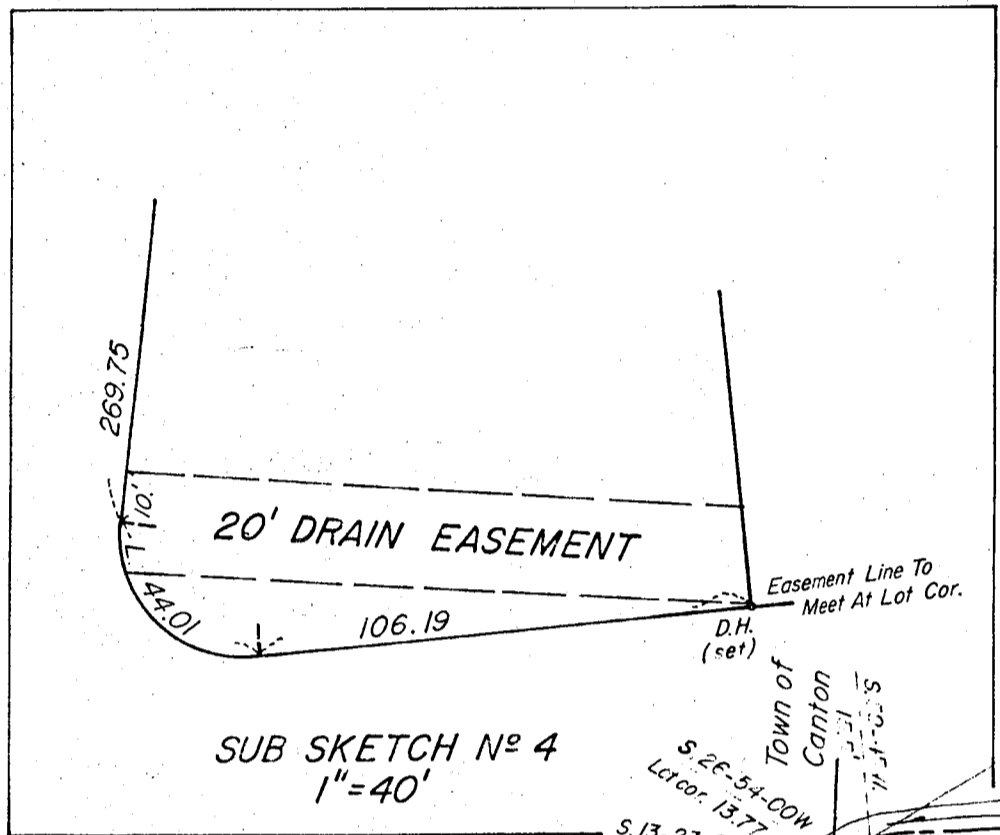 269.75
10.'
20' DRAIN EASEMENT
44.01
106.19
Easement Line To
Meet At Lot Cor.
D.H.
(set)
SUB SKETCH Nº 4
1"=40'
Town of
Canton
S. 26-54-00W
Lot cor. 13.77